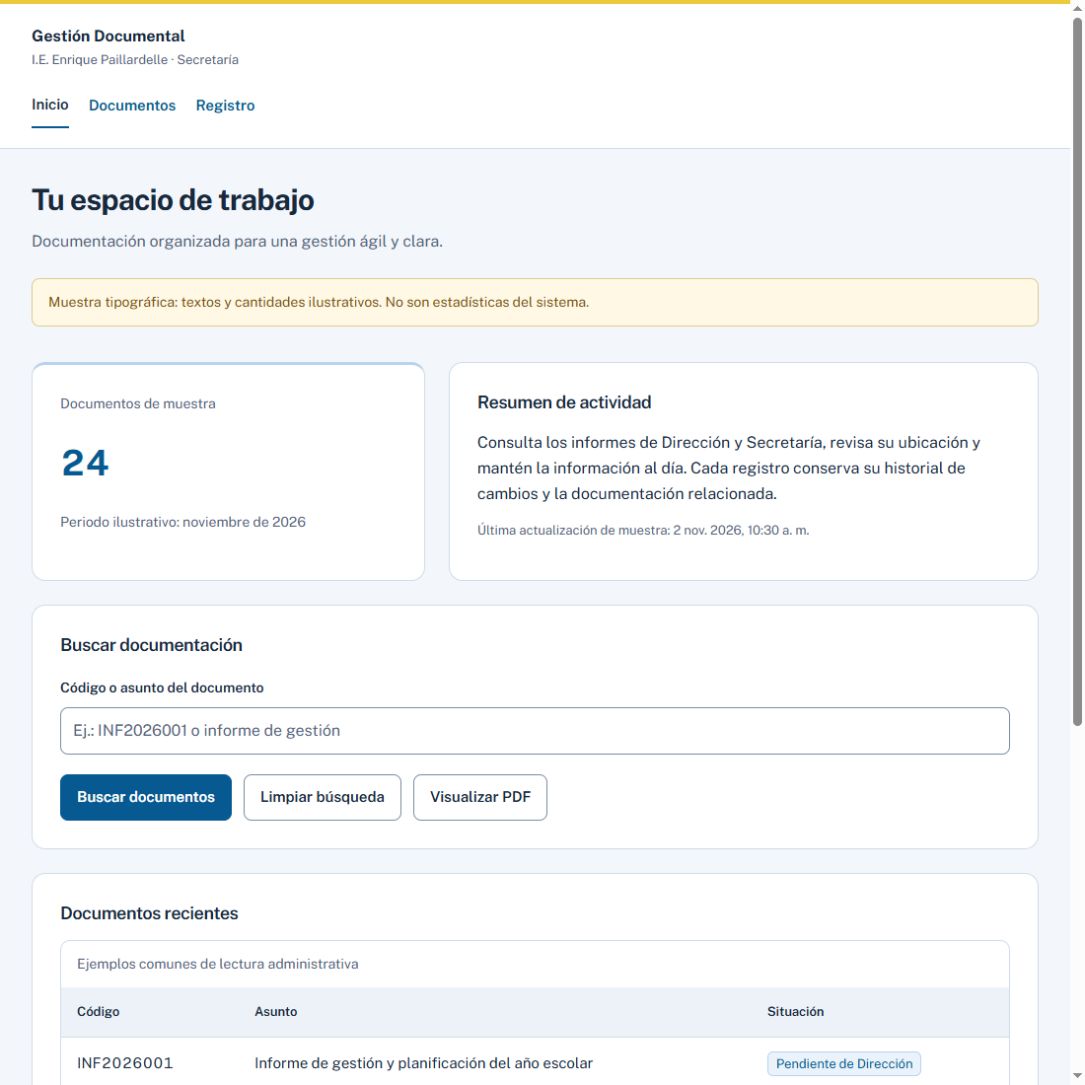 Gestión Documental
I.E. Enrique Paillardelle · Secretaría
Inicio Documentos Registro
Tu espacio de trabajo
Documentación organizada para una gestión ágil y clara.
Muestra tipográfica: textos y cantidades ilustrativos. No son estadísticas del sistema.
Documentos de muestra
24
Periodo ilustrativo: noviembre de 2026
Resumen de actividad
Consulta los informes de Dirección y Secretaría, revisa su ubicación y
mantén la información al día. Cada registro conserva su historial de
cambios y la documentación relacionada.
Última actualización de muestra: 2 nov. 2026, 10:30 a. m.
Buscar documentación
Código o asunto del documento
Ej.: INF2026001 o informe de gestión
Buscar documentos Limpiar búsqueda Visualizar PDF
Documentos recientes
Ejemplos comunes de lectura administrativa
Código Asunto Situación
INF2026001 Informe de gestión y planificación del año escolar Pendiente de Dirección